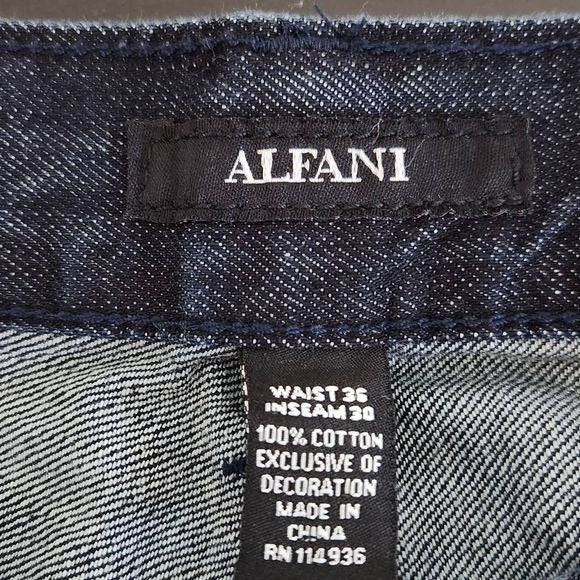 ALFANI
WAIST 36
INSEAM 30
100% COTTON
EXCLUSIVE OF
DECORATION
MADE IN
CHINA
RN 114936